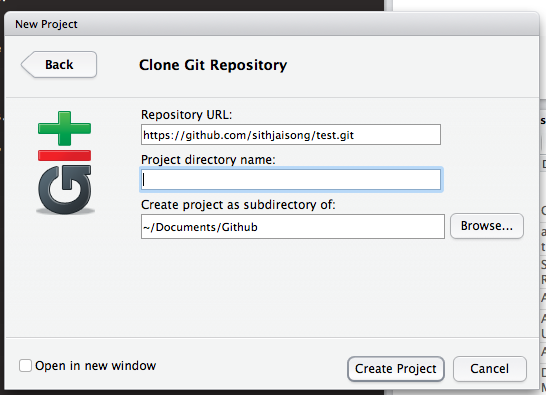 New Project
Back
Clone Git Repository
Repository URL:
https://github.com/sithjaisong/test.git
Project directory name:
Create project as subdirectory of:
~/Documents/Github
Browse...
git
Open in new window
Create Project
Cancel